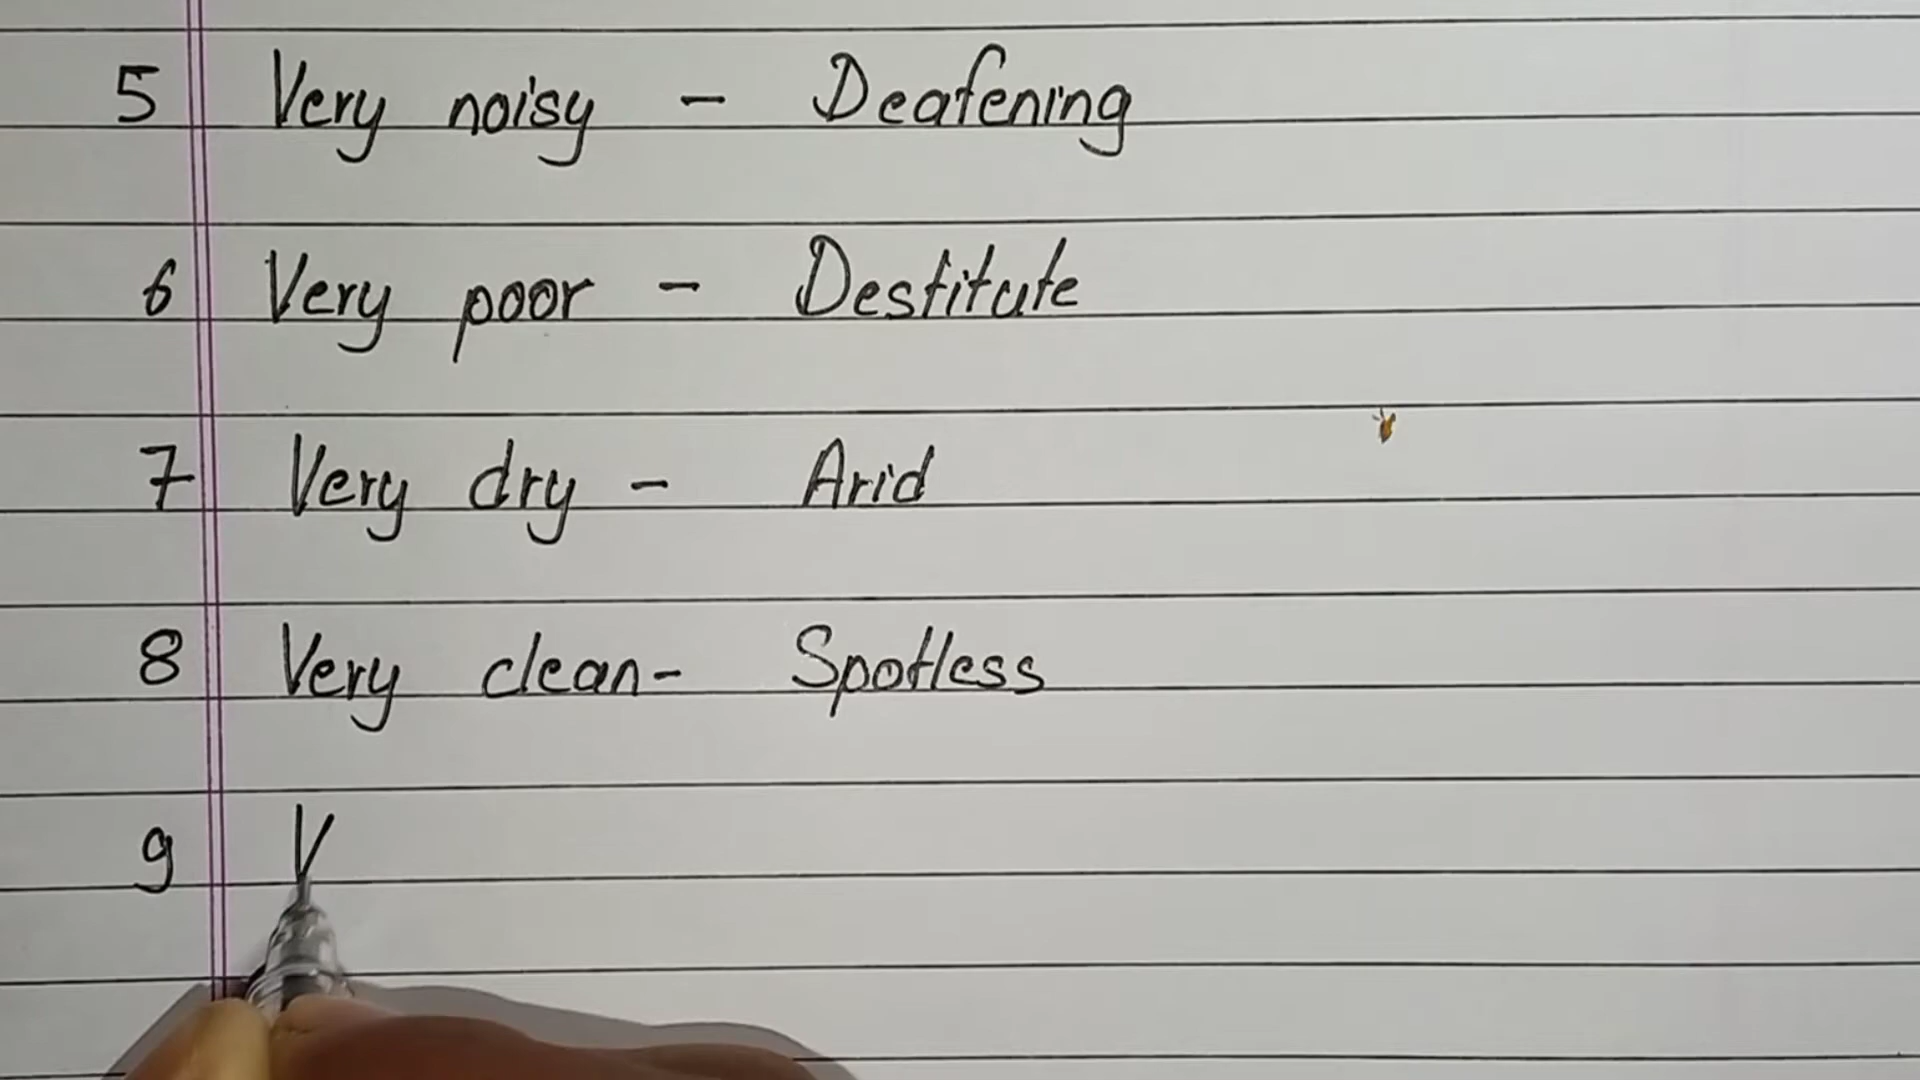 5 Very noisy - Deafening
6 Very poor - Destitute
7 Very dry - Arid
8 Very clean- Spotless
9 V